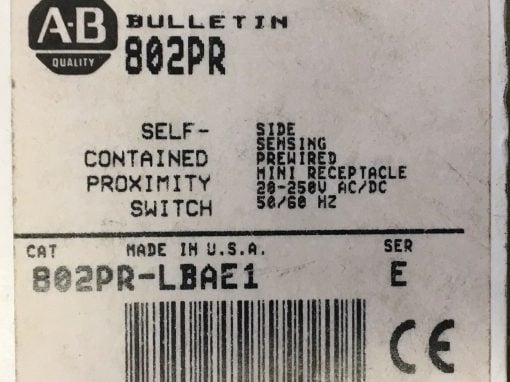 A-B
QUALITY
BULLETIN
802PR
SELF-
CONTAINED
PROXIMITY
SWITCH
SIDE
SENSING
PREWIRED
MINI RECEPTACLE
20-250V AC/DC
50/60 HZ
CAT
MADE IN U.S.A.
SER
802PR-LBAE1
E
CE